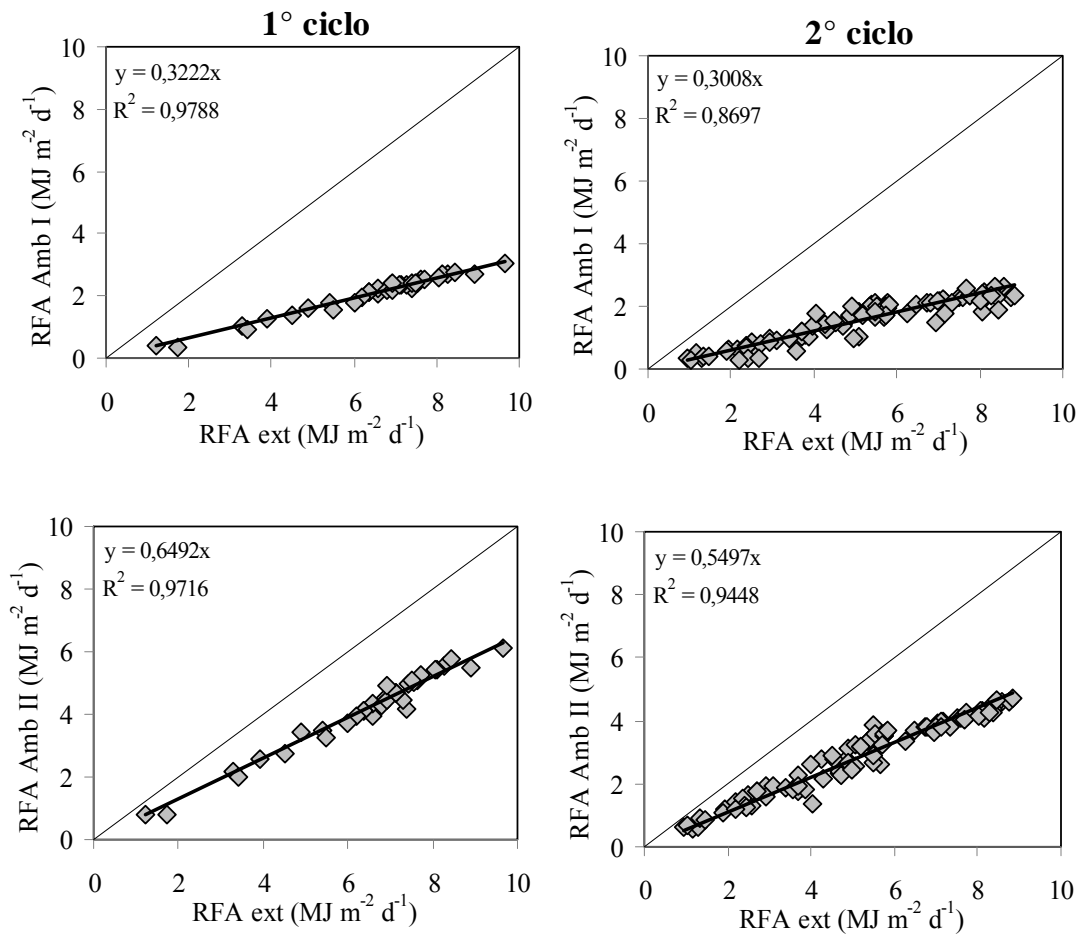 1° ciclo
10
8
6
4
2
0
y = 0,3222x
R² = 0,9788
RFA Amb I (MJ m⁻² d⁻¹)
0 2 4 6 8 10
RFA ext (MJ m⁻² d⁻¹)
2° ciclo
10
8
6
4
2
0
y = 0,3008x
R² = 0,8697
RFA Amb I (MJ m⁻² d⁻¹)
0 2 4 6 8 10
RFA ext (MJ m⁻² d⁻¹)
10
8
6
4
2
0
y = 0,6492x
R² = 0,9716
RFA Amb II (MJ m⁻² d⁻¹)
0 2 4 6 8 10
RFA ext (MJ m⁻² d⁻¹)
10
8
6
4
2
0
y = 0,5497x
R² = 0,9448
RFA Amb II (MJ m⁻² d⁻¹)
0 2 4 6 8 10
RFA ext (MJ m⁻² d⁻¹)